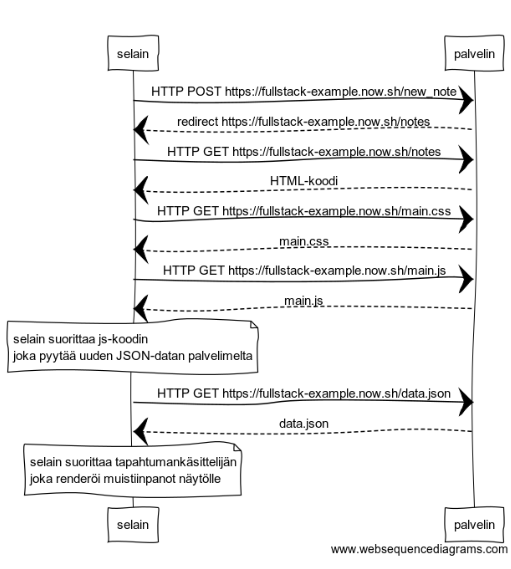 selain
palvelin
HTTP POST https://fullstack-example.now.sh/new_note
redirect https://fullstack-example.now.sh/notes
HTTP GET https://fullstack-example.now.sh/notes
HTML-koodi
HTTP GET https://fullstack-example.now.sh/main.css
main.css
HTTP GET https://fullstack-example.now.sh/main.js
main.js
selain suorittaa js-koodin
joka pyytää uuden JSON-datan palvelimelta
HTTP GET https://fullstack-example.now.sh/data.json
data.json
selain suorittaa tapahtumankäsittelijän
joka renderöi muistiinpanot näytölle
selain
palvelin
www.websequencediagrams.com